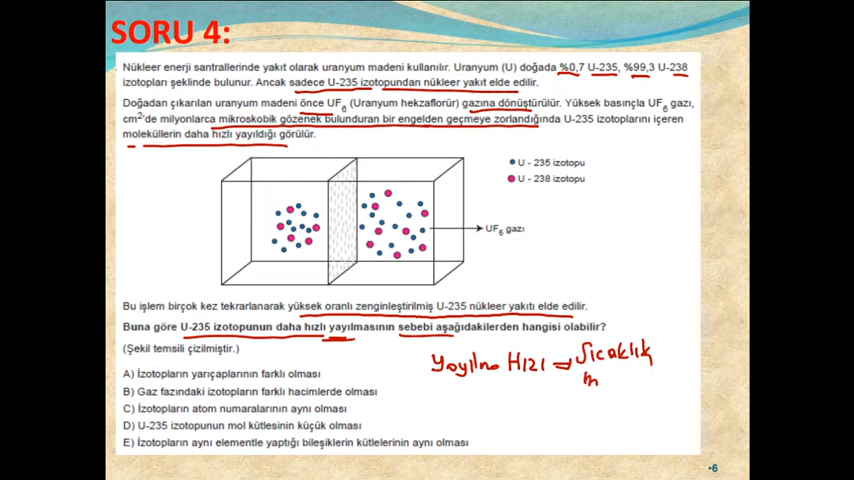 SORU 4:
Nükleer enerji santrallerinde yakıt olarak uranyum madeni kullanılır. Uranyum (U) doğada %0,7 U-235, %99,3 U-238
izotopları şeklinde bulunur. Ancak sadece U-235 izotopundan nükleer yakıt elde edilir.
Doğadan çıkarılan uranyum madeni önce UF6 (Uranyum hekzaflorür) gazına dönüştürülür. Yüksek basınçla UF6 gazı,
cm2'de milyonlarca mikroskobik gözenek bulunduran bir engelden geçmeye zorlandığında U-235 izotoplarını içeren
moleküllerin daha hızlı yayıldığı görülür.
U - 235 izotopu
U - 238 izotopu
UF6 gazı
Bu işlem birçok kez tekrarlanarak yüksek oranlı zenginleştirilmiş U-235 nükleer yakıtı elde edilir.
Buna göre U-235 izotopunun daha hızlı yayılmasının sebebi aşağıdakilerden hangisi olabilir?
(Şekil temsili çizilmiştir.)
Yayılma HIZI ⇒ Sıcaklık
m
A) İzotopların yarıçaplarının farklı olması
B) Gaz fazındaki izotopların farklı hacimlerde olması
C) İzotopların atom numaralarının aynı olması
D) U-235 izotopunun mol kütlesinin küçük olması
E) İzotopların aynı elementle yaptığı bileşiklerin kütlelerinin aynı olması
•6